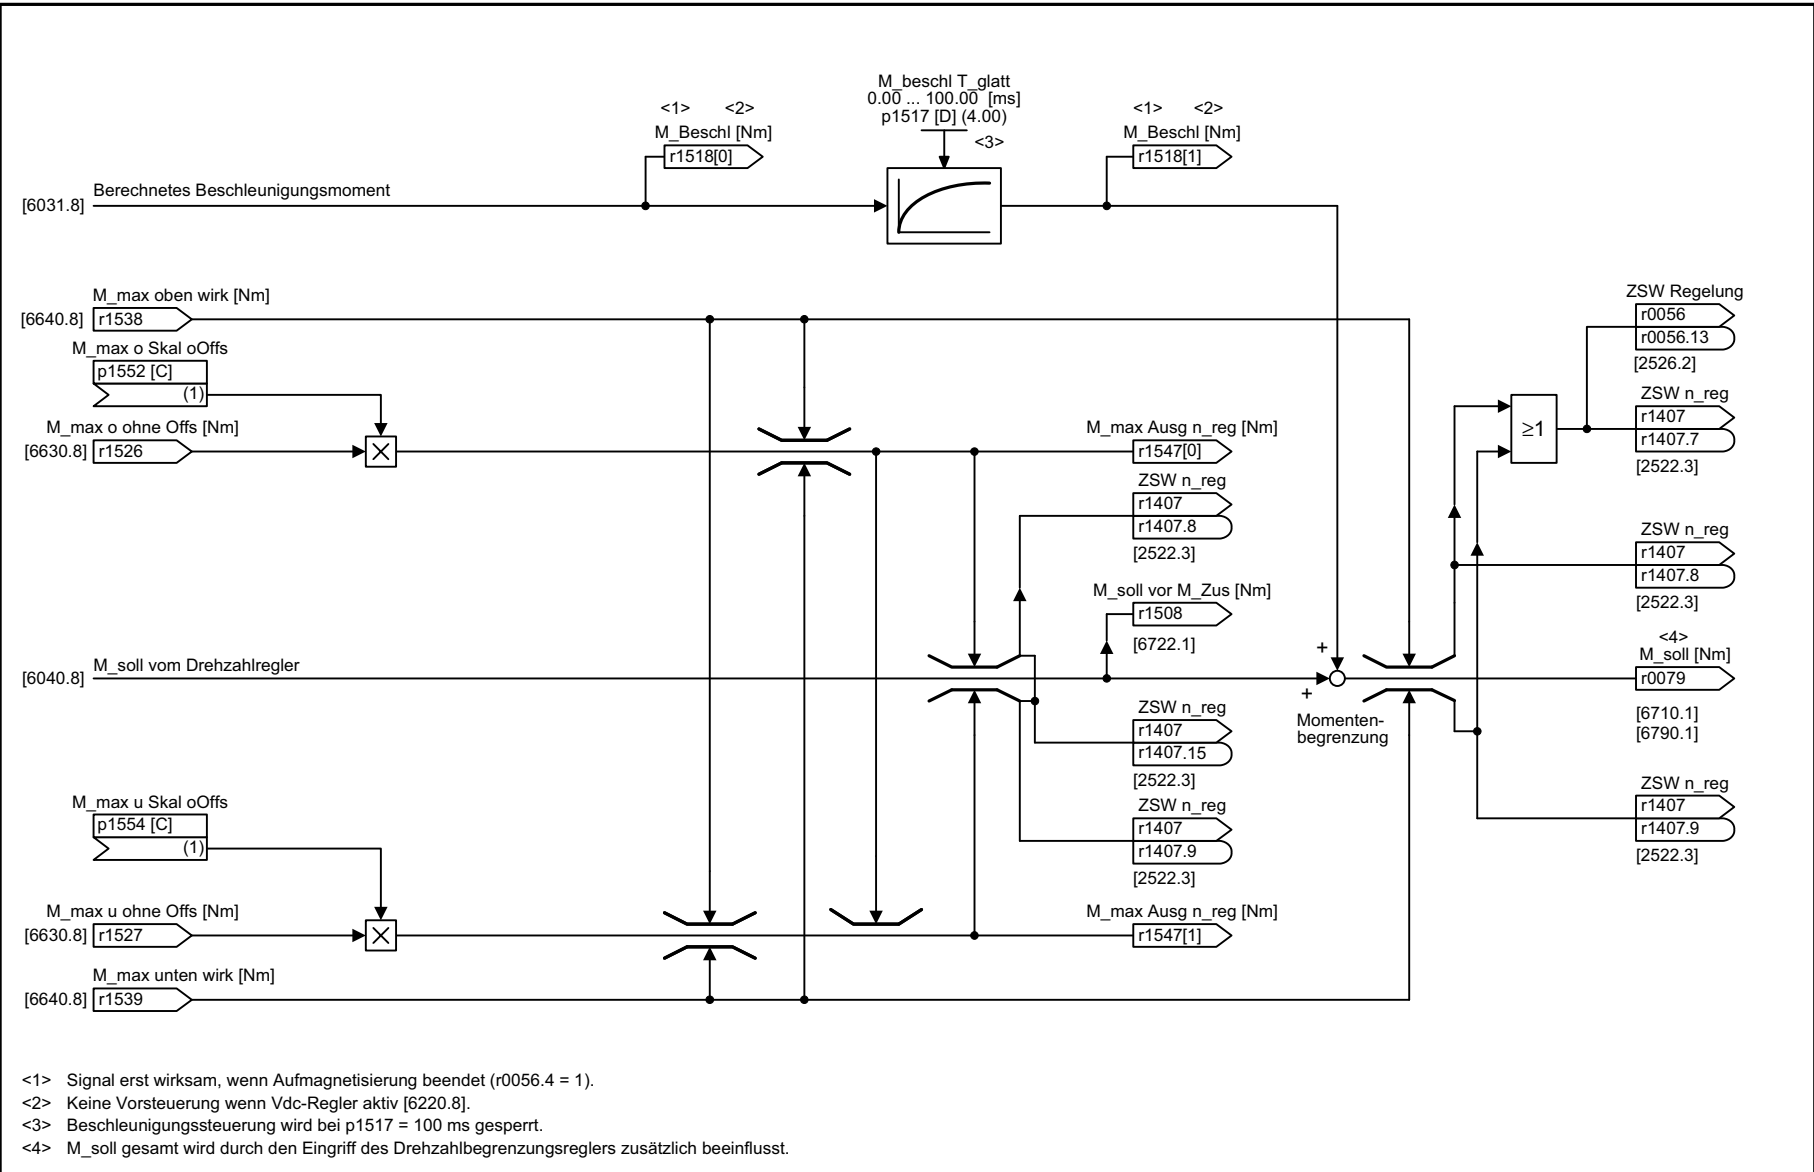 M_beschl T_glatt
0.00 ... 100.00 [ms]
p1517 [D] (4.00)
<3>
<1> <2>
M_Beschl [Nm]
r1518[0]
<1> <2>
M_Beschl [Nm]
r1518[1]
Berechnetes Beschleunigungsmoment
[6031.8]
M_max oben wirk [Nm]
[6640.8] r1538
M_max o Skal oOffs
p1552 [C]
(1)
M_max o ohne Offs [Nm]
[6630.8] r1526
M_max Ausg n_reg [Nm]
r1547[0]
ZSW n_reg
r1407
r1407.8
[2522.3]
M_soll vor M_Zus [Nm]
r1508
[6722.1]
M_soll vom Drehzahlregler
[6040.8]
+
+
Momenten-
begrenzung
ZSW n_reg
r1407
r1407.15
[2522.3]
ZSW n_reg
r1407
r1407.9
[2522.3]
M_max u Skal oOffs
p1554 [C]
(1)
M_max u ohne Offs [Nm]
[6630.8] r1527
M_max Ausg n_reg [Nm]
r1547[1]
M_max unten wirk [Nm]
[6640.8] r1539
≥1
ZSW Regelung
r0056
r0056.13
[2526.2]
ZSW n_reg
r1407
r1407.7
[2522.3]
ZSW n_reg
r1407
r1407.8
[2522.3]
<4>
M_soll [Nm]
r0079
[6710.1]
[6790.1]
ZSW n_reg
r1407
r1407.9
[2522.3]
<1> Signal erst wirksam, wenn Aufmagnetisierung beendet (r0056.4 = 1).
<2> Keine Vorsteuerung wenn Vdc-Regler aktiv [6220.8].
<3> Beschleunigungssteuerung wird bei p1517 = 100 ms gesperrt.
<4> M_soll gesamt wird durch den Eingriff des Drehzahlbegrenzungsreglers zusätzlich beeinflusst.